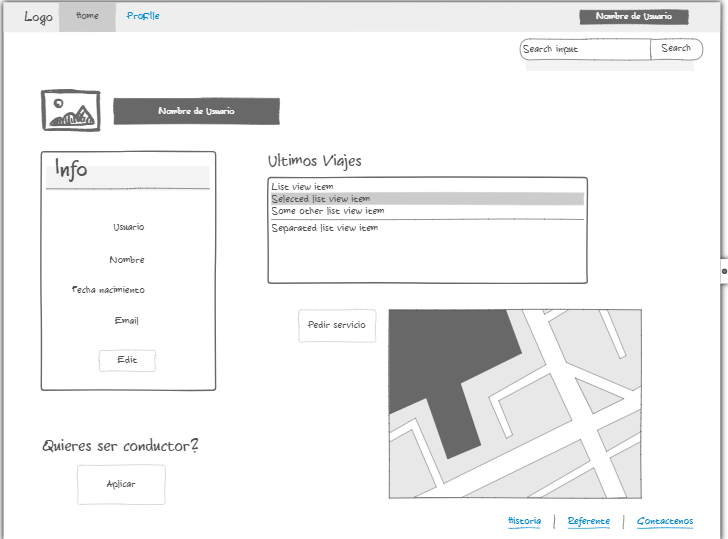 Logo Home Profile Nombre de Usuario
Search input Search
Nombre de Usuario
Info
Usuario
Nombre
Fecha nacimiento
Email
Edit
Ultimos Viajes
List view item
Selected list view item
Some other list view item
Separated list view item
Pedir servicio
Quieres ser conductor?
Aplicar
Historia | Referente | Contactenos